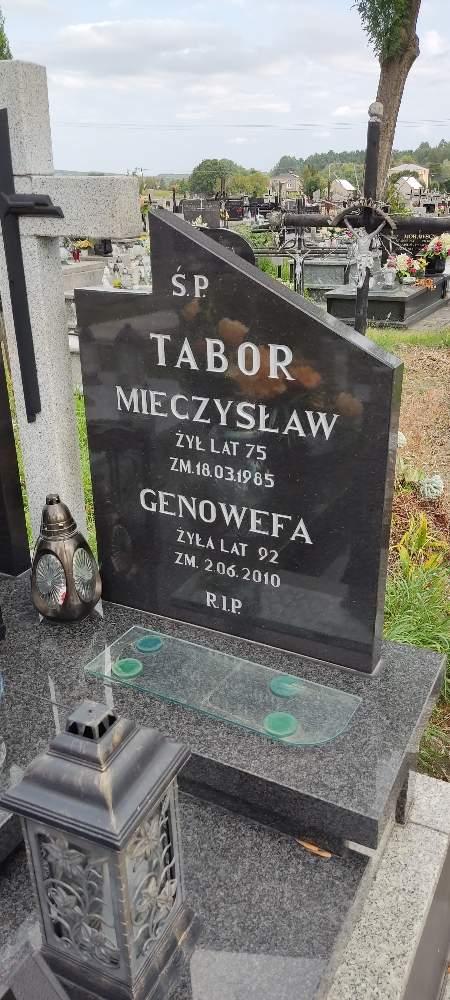 Ś.P.
TABOR
MIECZYSŁAW
ŻYŁ LAT 75
ZM.18.03.1985
GENOWEFA
ŻYŁA LAT 92
ZM. 2.06.2010
R.I.P.